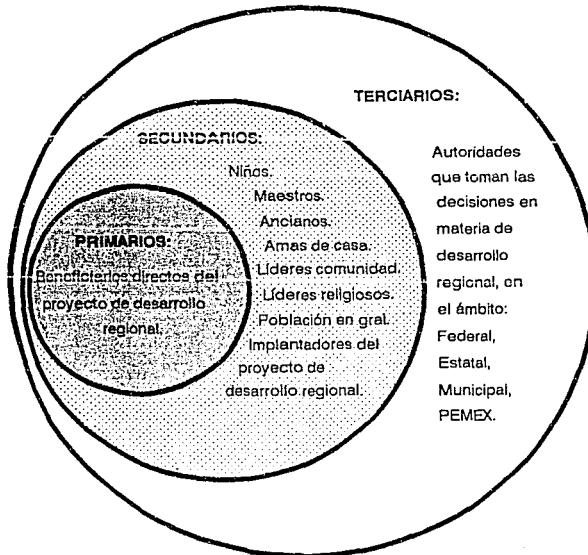 TERCIARIOS:
Autoridades
que toman las
decisiones en
materia de
desarrollo
regional, en
el ámbito:
Federal,
Estatal,
Municipal,
PEMEX.
SECUNDARIOS:
Niños.
Maestros.
Ancianos.
Amas de casa.
Líderes comunidad.
Líderes religiosos.
Población en gral.
Implantadores del
proyecto de
desarrollo regional.
PRIMARIOS:
Beneficiarios directos del
proyecto de desarrollo
regional.